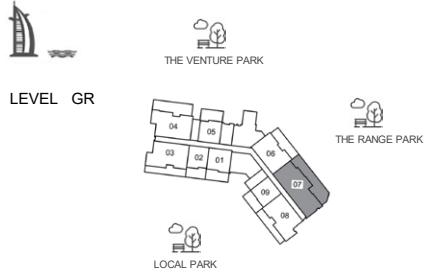 THE VENTURE PARK
LEVEL GR
THE RANGE PARK
04
05
03
02
01
06
07
09
08
LOCAL PARK